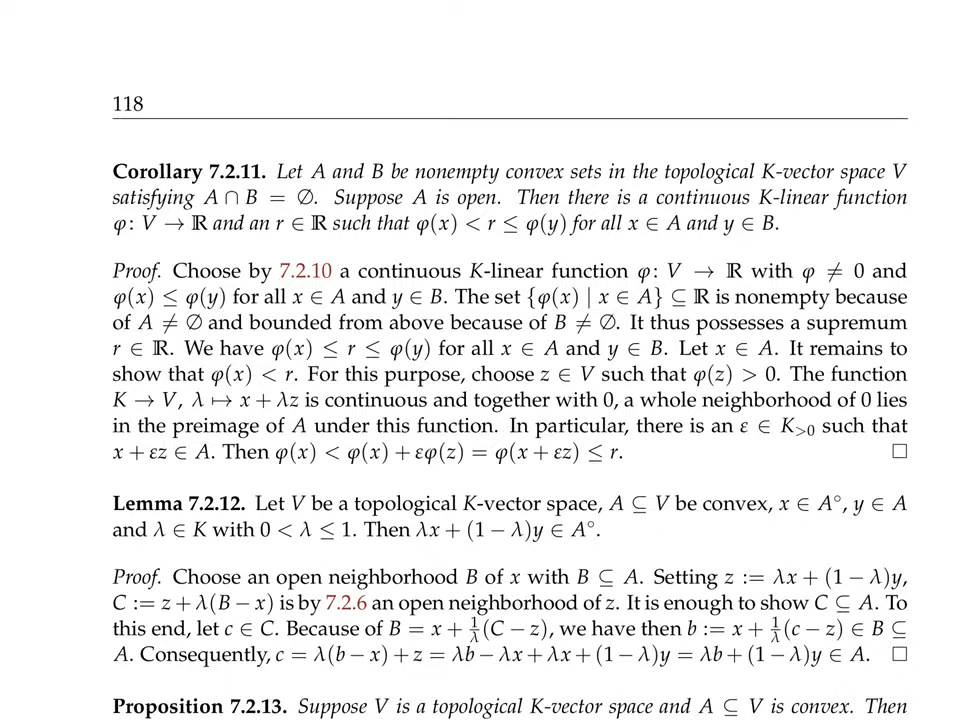 118
Corollary 7.2.11. Let A and B be nonempty convex sets in the topological K-vector space V
satisfying A ∩ B = ∅. Suppose A is open. Then there is a continuous K-linear function
φ: V → ℝ and an r ∈ ℝ such that φ(x) < r ≤ φ(y) for all x ∈ A and y ∈ B.
Proof. Choose by 7.2.10 a continuous K-linear function φ: V → ℝ with φ ≠ 0 and
φ(x) ≤ φ(y) for all x ∈ A and y ∈ B. The set {φ(x) | x ∈ A} ⊆ ℝ is nonempty because
of A ≠ ∅ and bounded from above because of B ≠ ∅. It thus possesses a supremum
r ∈ ℝ. We have φ(x) ≤ r ≤ φ(y) for all x ∈ A and y ∈ B. Let x ∈ A. It remains to
show that φ(x) < r. For this purpose, choose z ∈ V such that φ(z) > 0. The function
K → V, λ ↦ x + λz is continuous and together with 0, a whole neighborhood of 0 lies
in the preimage of A under this function. In particular, there is an ε ∈ K>0 such that
x + εz ∈ A. Then φ(x) < φ(x) + εφ(z) = φ(x + εz) ≤ r. □
Lemma 7.2.12. Let V be a topological K-vector space, A ⊆ V be convex, x ∈ A°, y ∈ A
and λ ∈ K with 0 < λ ≤ 1. Then λx + (1 − λ)y ∈ A°.
Proof. Choose an open neighborhood B of x with B ⊆ A. Setting z := λx + (1 − λ)y,
C := z + λ(B − x) is by 7.2.6 an open neighborhood of z. It is enough to show C ⊆ A. To
this end, let c ∈ C. Because of B = x + 1/λ(C − z), we have then b := x + 1/λ(c − z) ∈ B ⊆
A. Consequently, c = λ(b − x) + z = λb − λx + λx + (1 − λ)y = λb + (1 − λ)y ∈ A. □
Proposition 7.2.13. Suppose V is a topological K-vector space and A ⊆ V is convex. Then